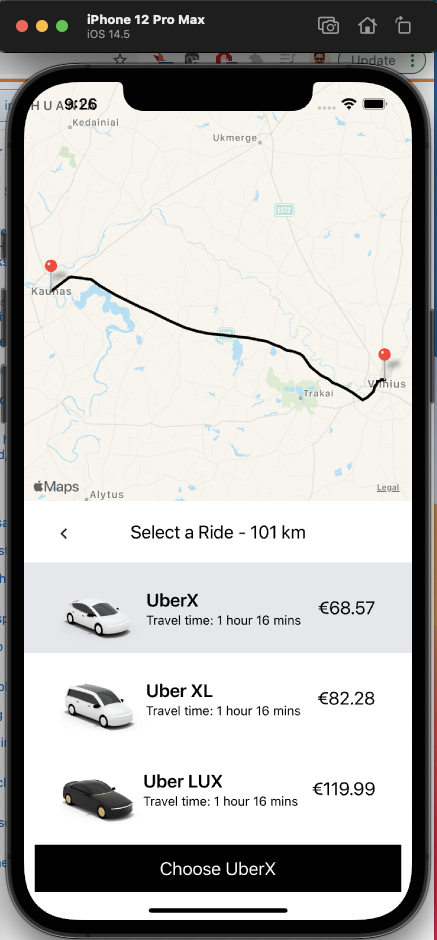 iPhone 12 Pro Max
iOS 14.5
Update
9:26
Kedainiai
Ukmerge
E272
Kaunas
Vilnius
Trakai
Maps
Legal
Alytus
Select a Ride - 101 km
UberX
€68.57
Travel time: 1 hour 16 mins
Uber XL
€82.28
Travel time: 1 hour 16 mins
Uber LUX
€119.99
Travel time: 1 hour 16 mins
Choose UberX